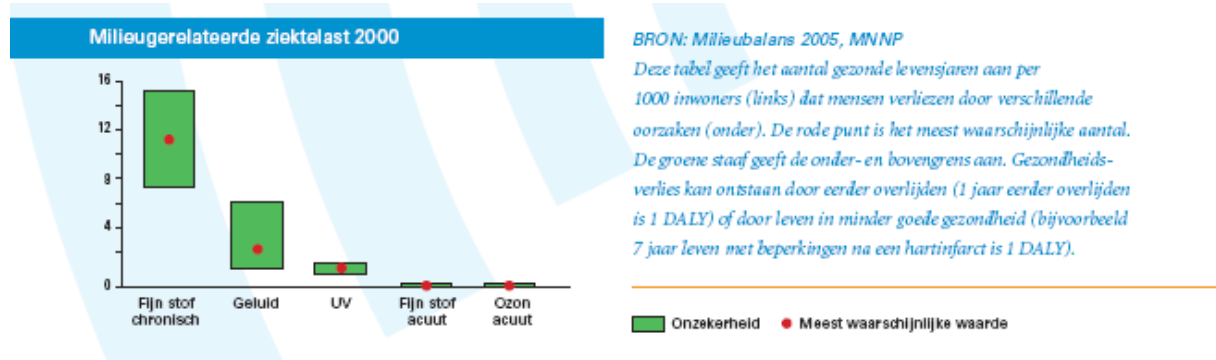 Milieugerelateerde ziektelast 2000
16
12
8
4
0
Fijn stof
chronisch
Geluid
UV
Fijn stof
acuut
Ozon
acuut
BRON: Milieubalans 2005, MNNP
Deze tabel geeft het aantal gezonde levensjaren aan per
1000 inwoners (links) dat mensen verliezen door verschillende
oorzaken (onder). De rode punt is het meest waarschijnlijke aantal.
De groene staaf geeft de onder- en bovengrens aan. Gezondheids-
verlies kan ontstaan door eerder overlijden (1 jaar eerder overlijden
is 1 DALY) of door leven in minder goede gezondheid (bijvoorbeeld
7 jaar leven met beperkingen na een hartinfarct is 1 DALY).
Onzekerheid
Meest waarschijnlijke waarde